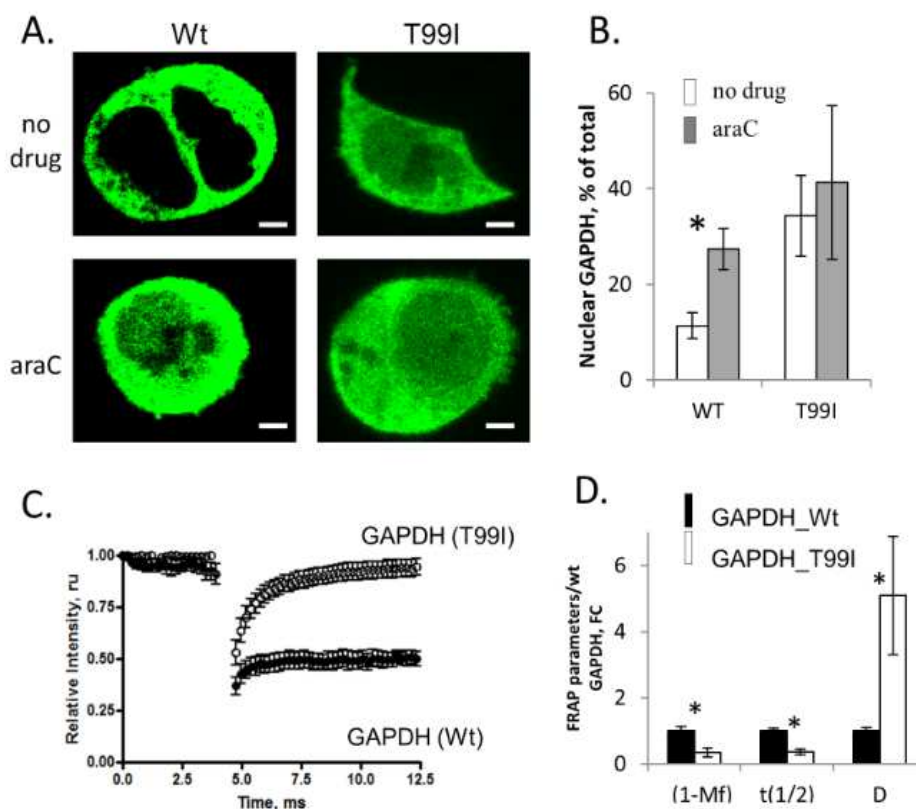 A.
Wt
T99I
no
drug
araC
B.
Nuclear GAPDH, % of total
60
40
20
0
no drug
araC
*
WT
T99I
C.
Relative Intensity, ru
1.00
0.75
0.50
0.25
0.00
GAPDH (T99I)
GAPDH (Wt)
0.0
2.5
5.0
7.5
10.0
12.5
Time, ms
D.
GAPDH_Wt
GAPDH_T99I
FRAP parameters/wt
GAPDH, FC
6
4
2
0
*
*
*
(1-Mf)
t(1/2)
D